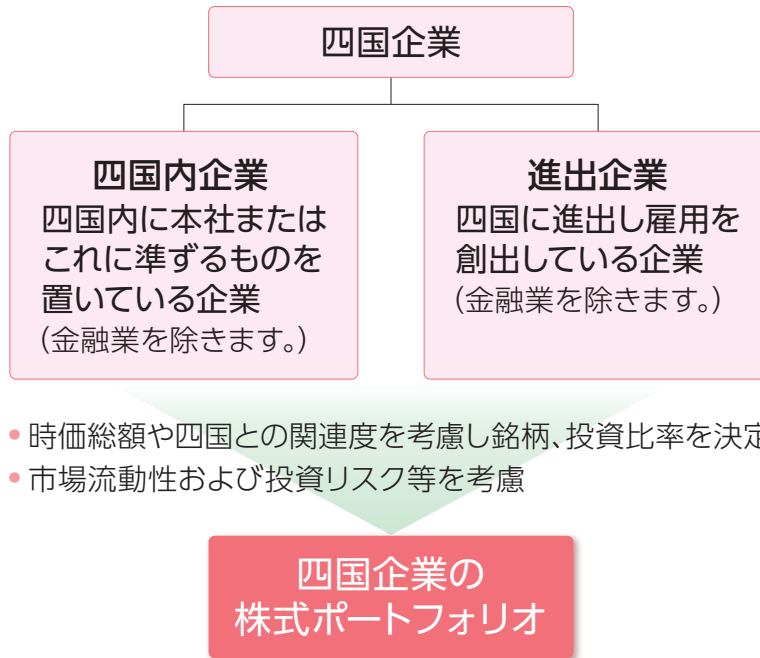 四国企業
四国内企業
四国内に本社または
これに準ずるものを
置いている企業
(金融業を除きます。)
進出企業
四国に進出し雇用を
創出している企業
(金融業を除きます。)
• 時価総額や四国との関連度を考慮し銘柄、投資比率を決定
• 市場流動性および投資リスク等を考慮
四国企業の
株式ポートフォリオ